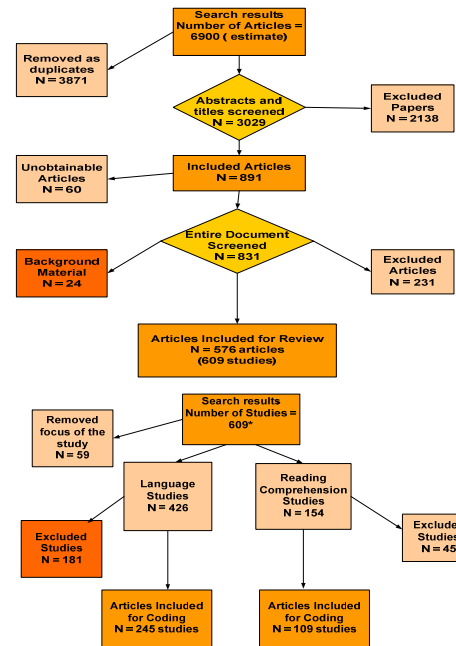 Search results
Number of Articles =
6900 ( estimate)
Removed as
duplicates
N = 3871
Abstracts and
titles screened
N = 3029
Excluded
Papers
N = 2138
Included Articles
N = 891
Unobtainable
Articles
N = 60
Entire Document
Screened
N = 831
Background
Material
N = 24
Excluded
Articles
N = 231
Articles Included for Review
N = 576 articles
(609 studies)
Search results
Number of Studies =
609*
Removed
focus of the
study
N = 59
Language
Studies
N = 426
Reading
Comprehension
Studies
N = 154
Excluded
Studies
N = 181
Exclude
Studies
N = 45
Articles Included
for Coding
N = 245 studies
Articles Included
for Coding
N = 109 studies